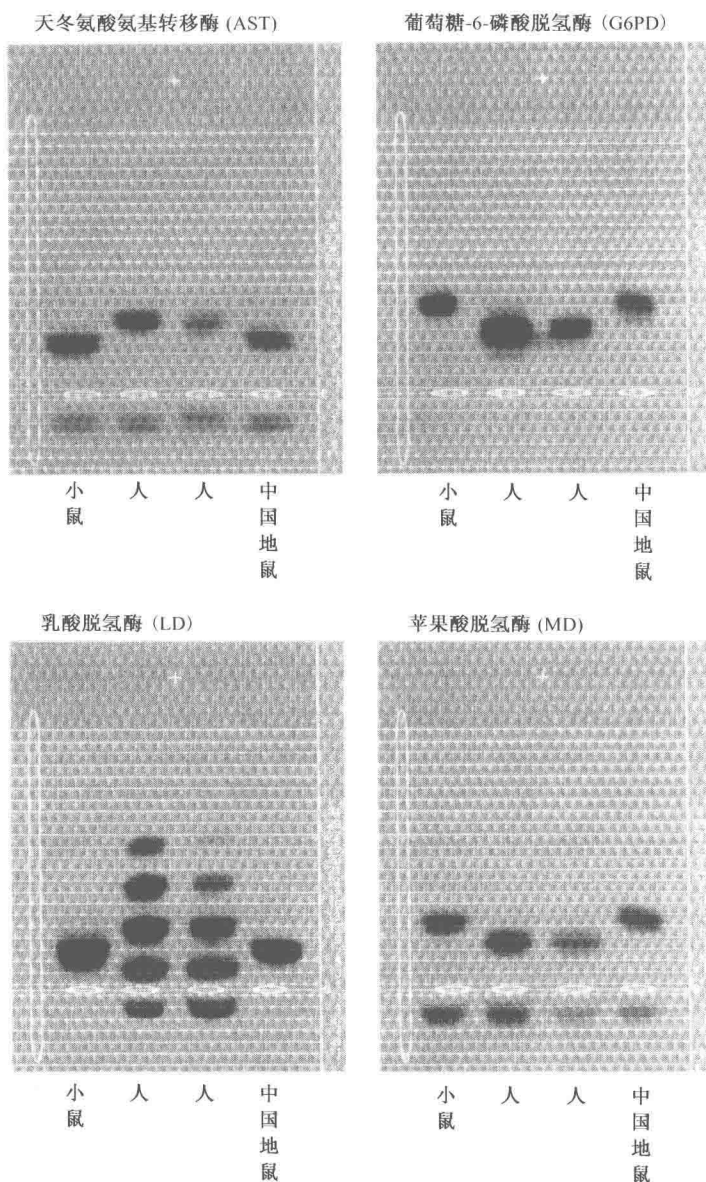 天冬氨酸氨基转移酶 (AST)
葡萄糖-6-磷酸脱氢酶（G6PD）
+
+
小鼠
人
人
中国地鼠
小鼠
人
人
中国地鼠
乳酸脱氢酶（LD）
苹果酸脱氢酶 (MD)
+
+
小鼠
人
人
中国地鼠
小鼠
人
人
中国地鼠